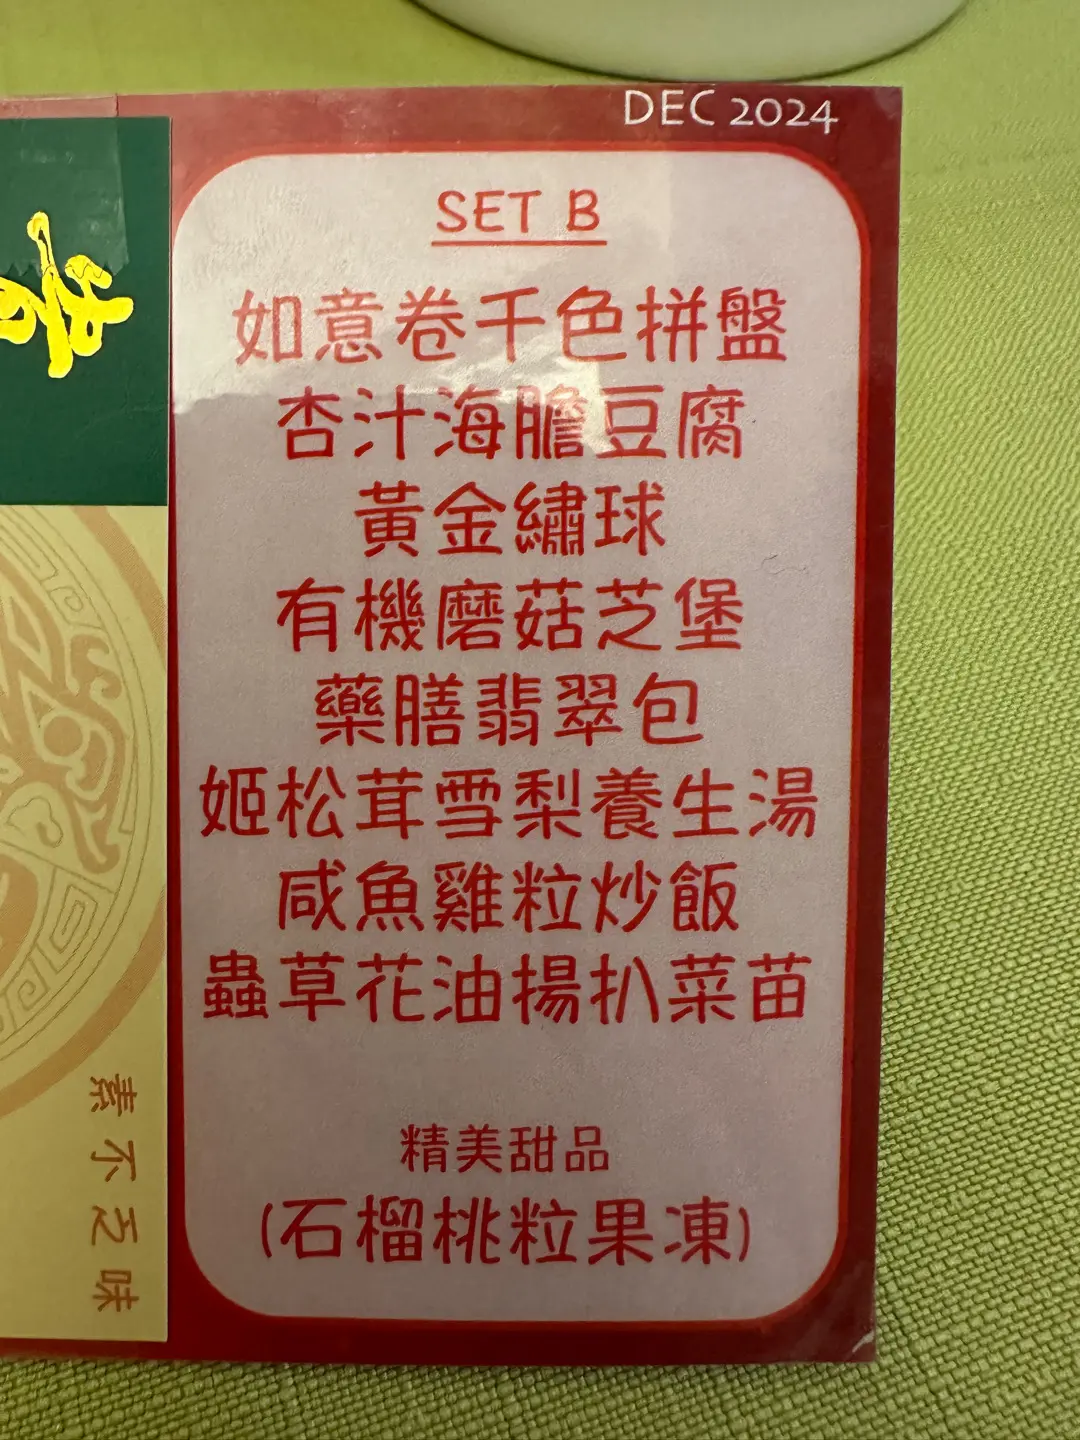 DEC 2024
SET B
如意卷千色拼盤
杏汁海膽豆腐
黃金繡球
有機磨菇芝堡
藥膳翡翠包
姬松茸雪梨養生湯
咸魚雞粒炒飯
蟲草花油揚扒菜苗
精美甜品
(石榴桃粒果凍)
素不乏味